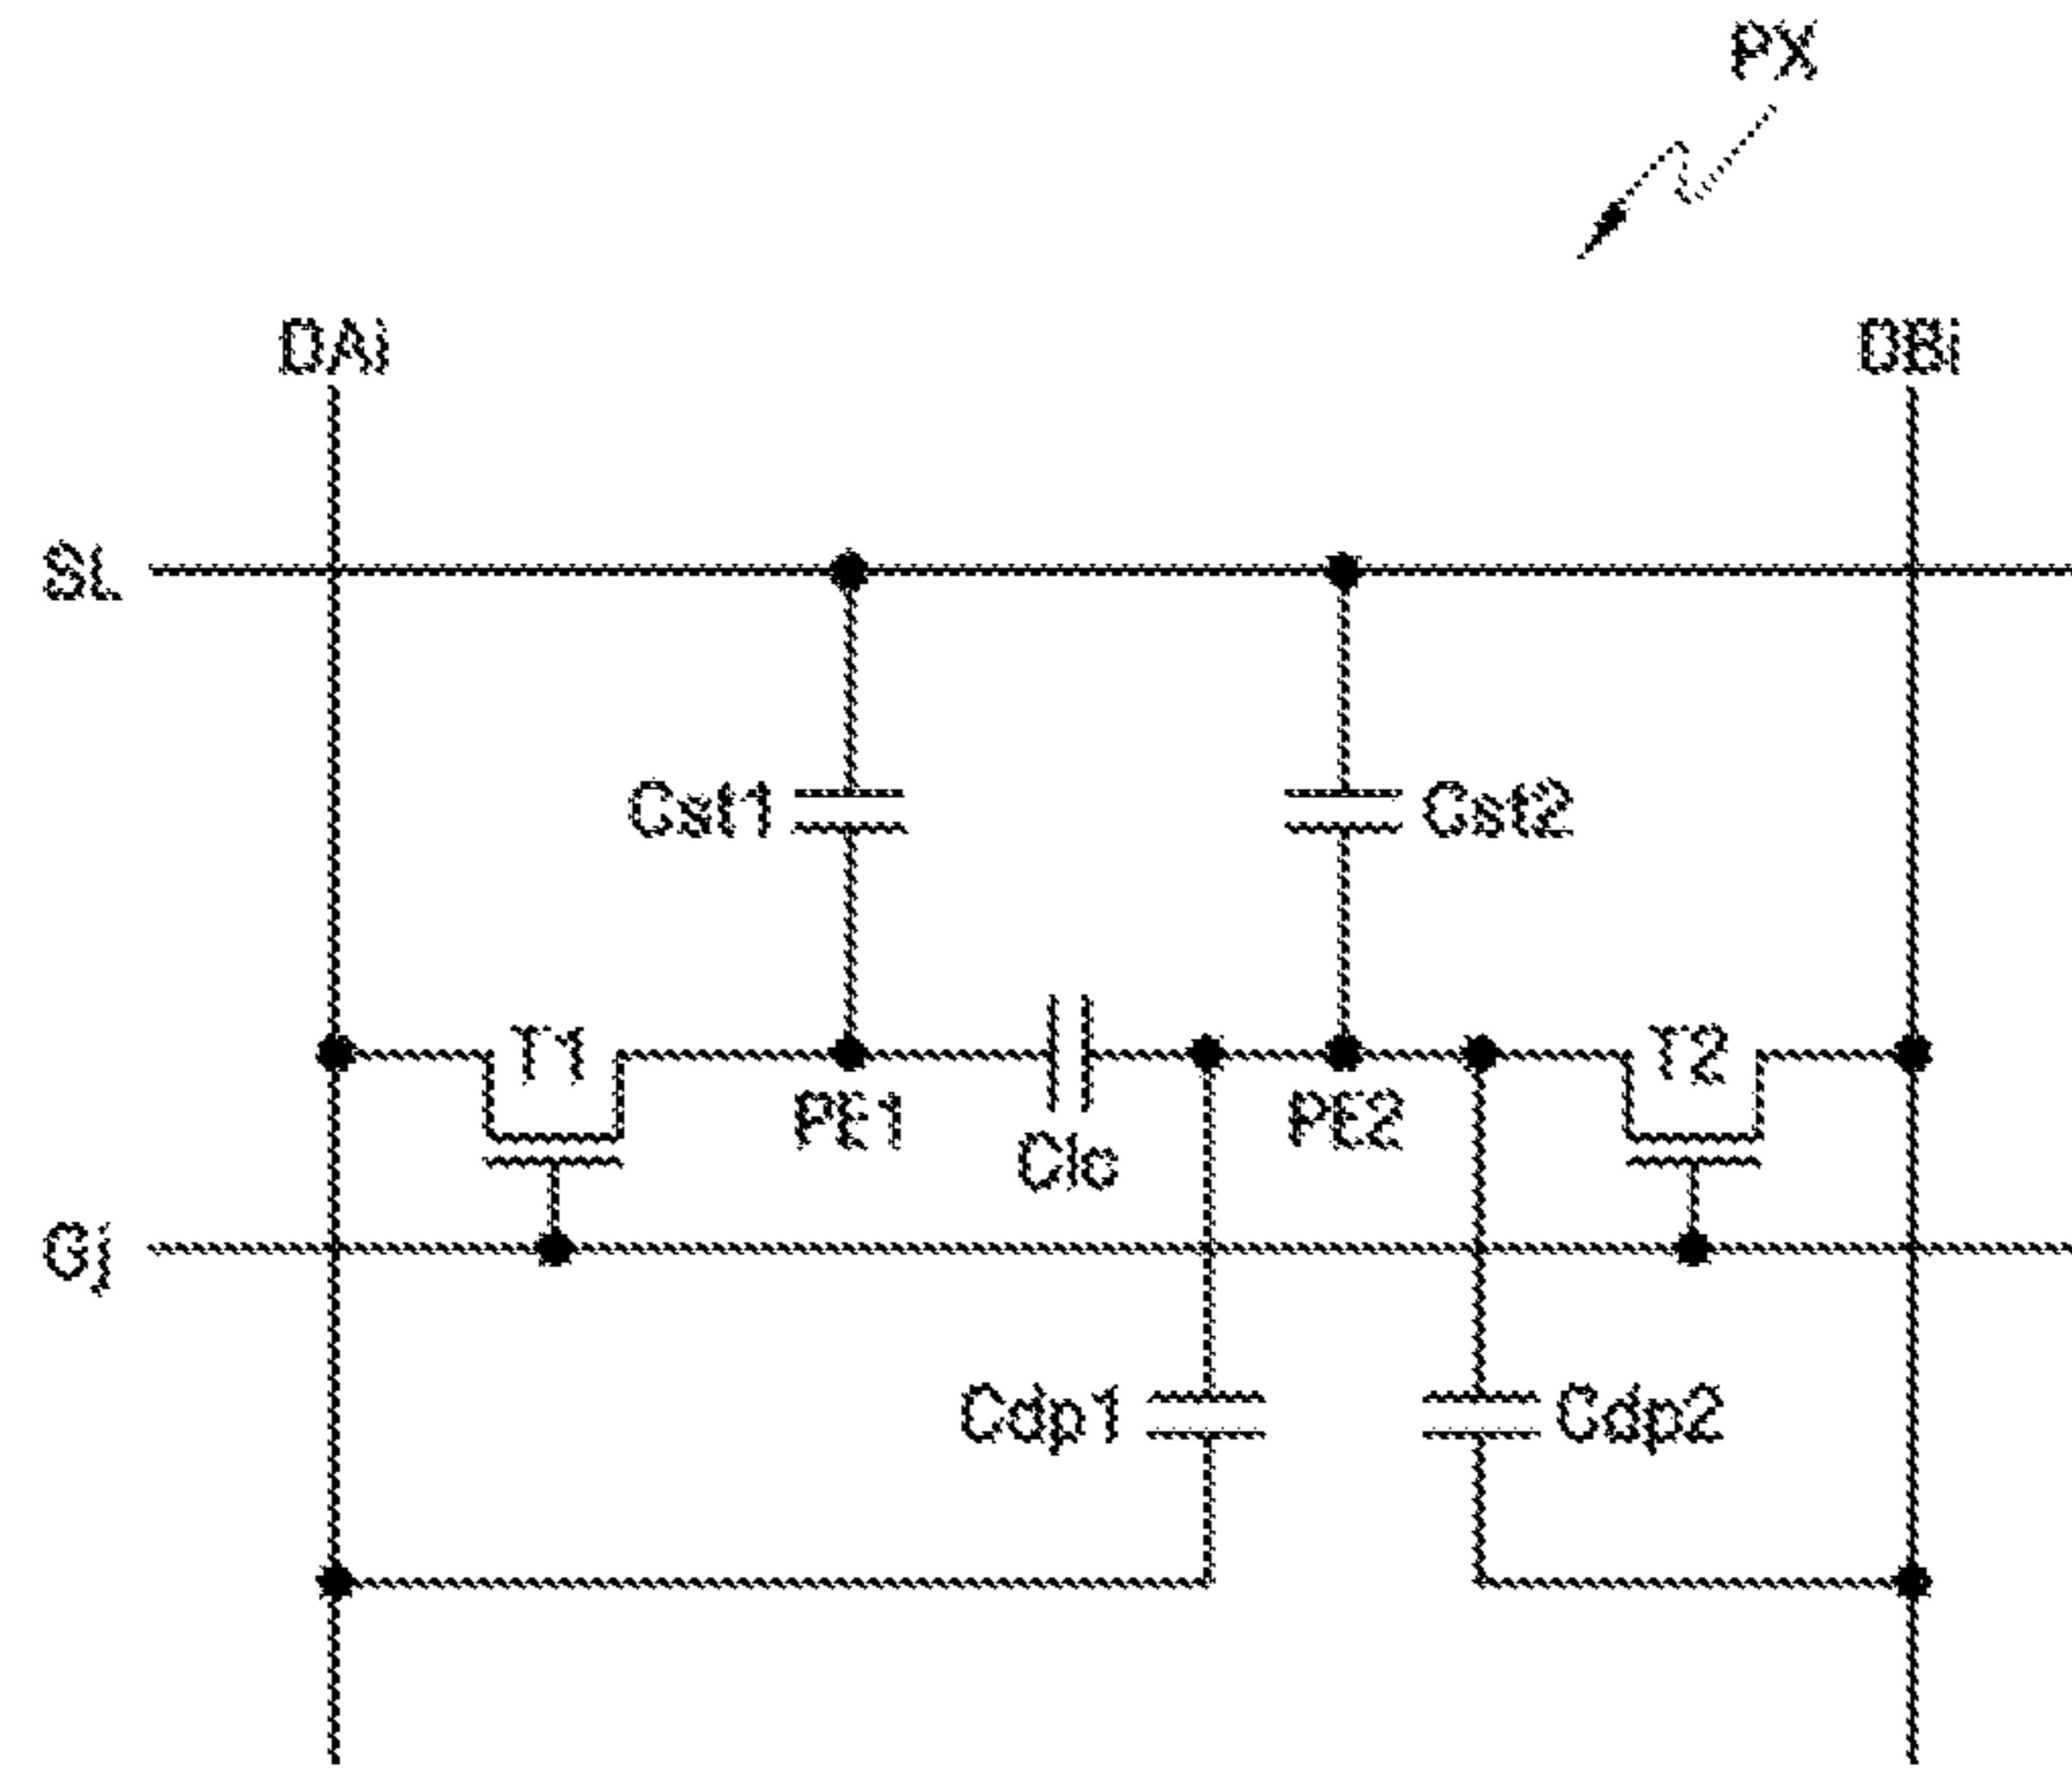 PX
DAi
DBi
SL
Cst1
Cst2
T1
T2
PE1
PE2
Clc
Gj
Cdp1
Cdp2